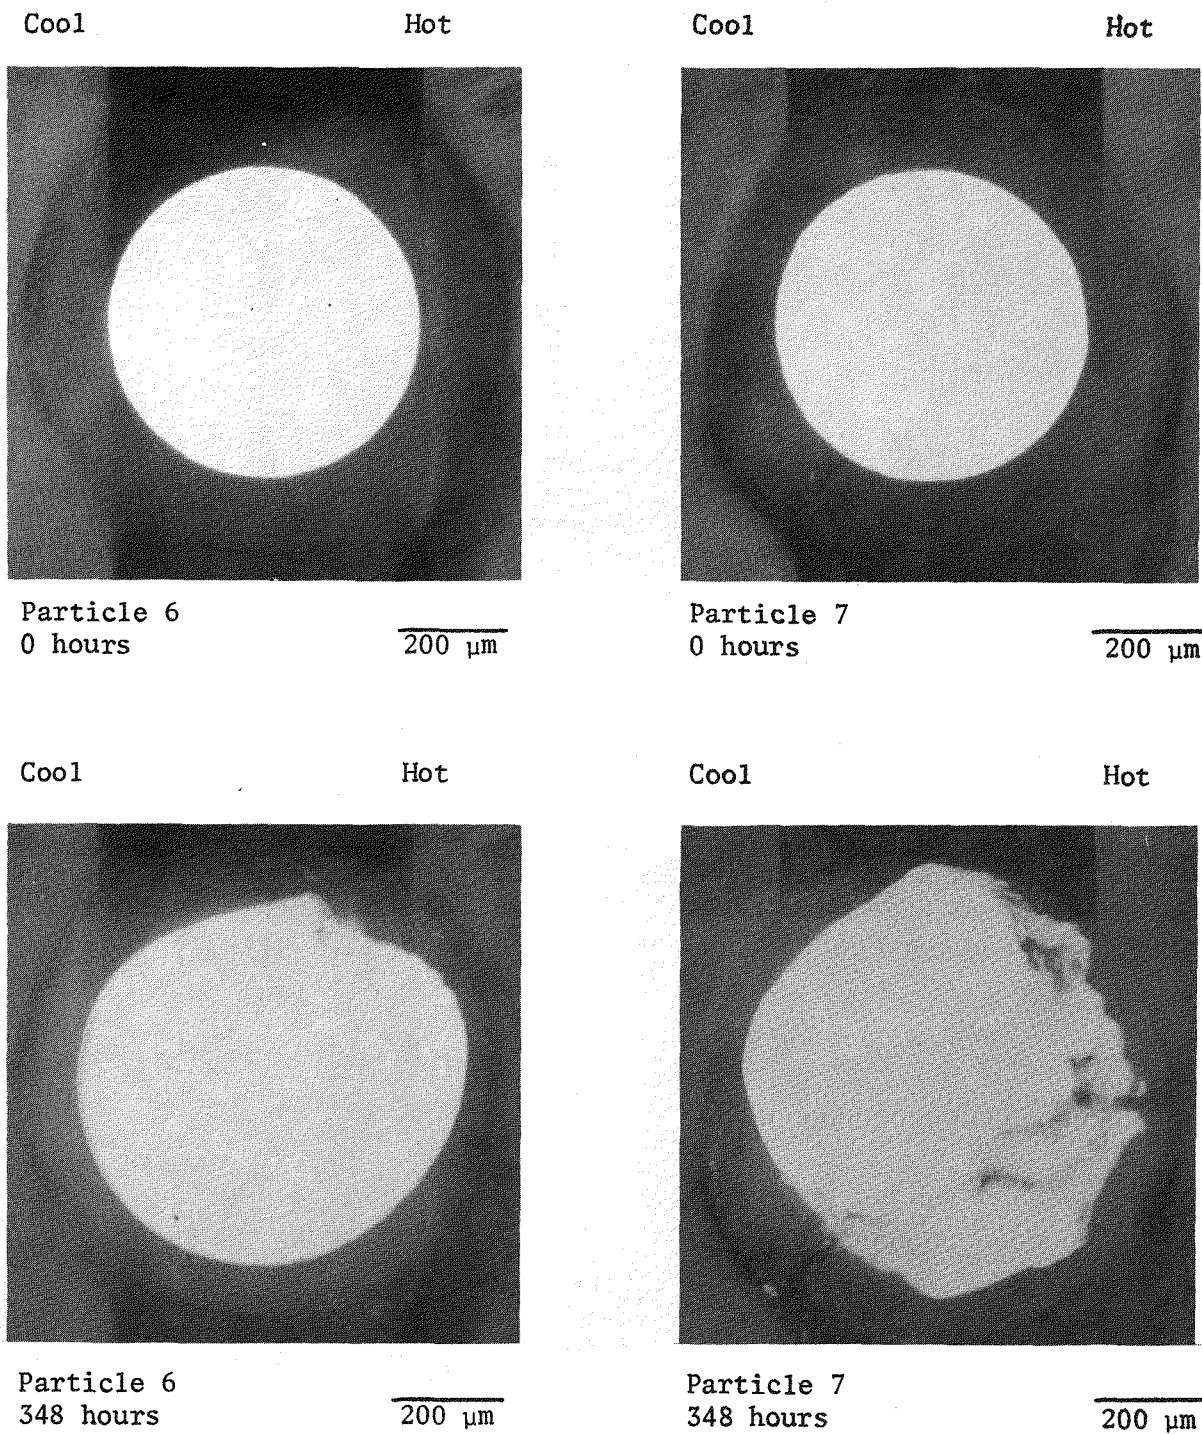 Cool Hot Cool Hot
Particle 6 Particle 7
0 hours 200 μm 0 hours 200 μm
Cool Hot Cool Hot
Particle 6 Particle 7
348 hours 200 μm 348 hours 200 μm